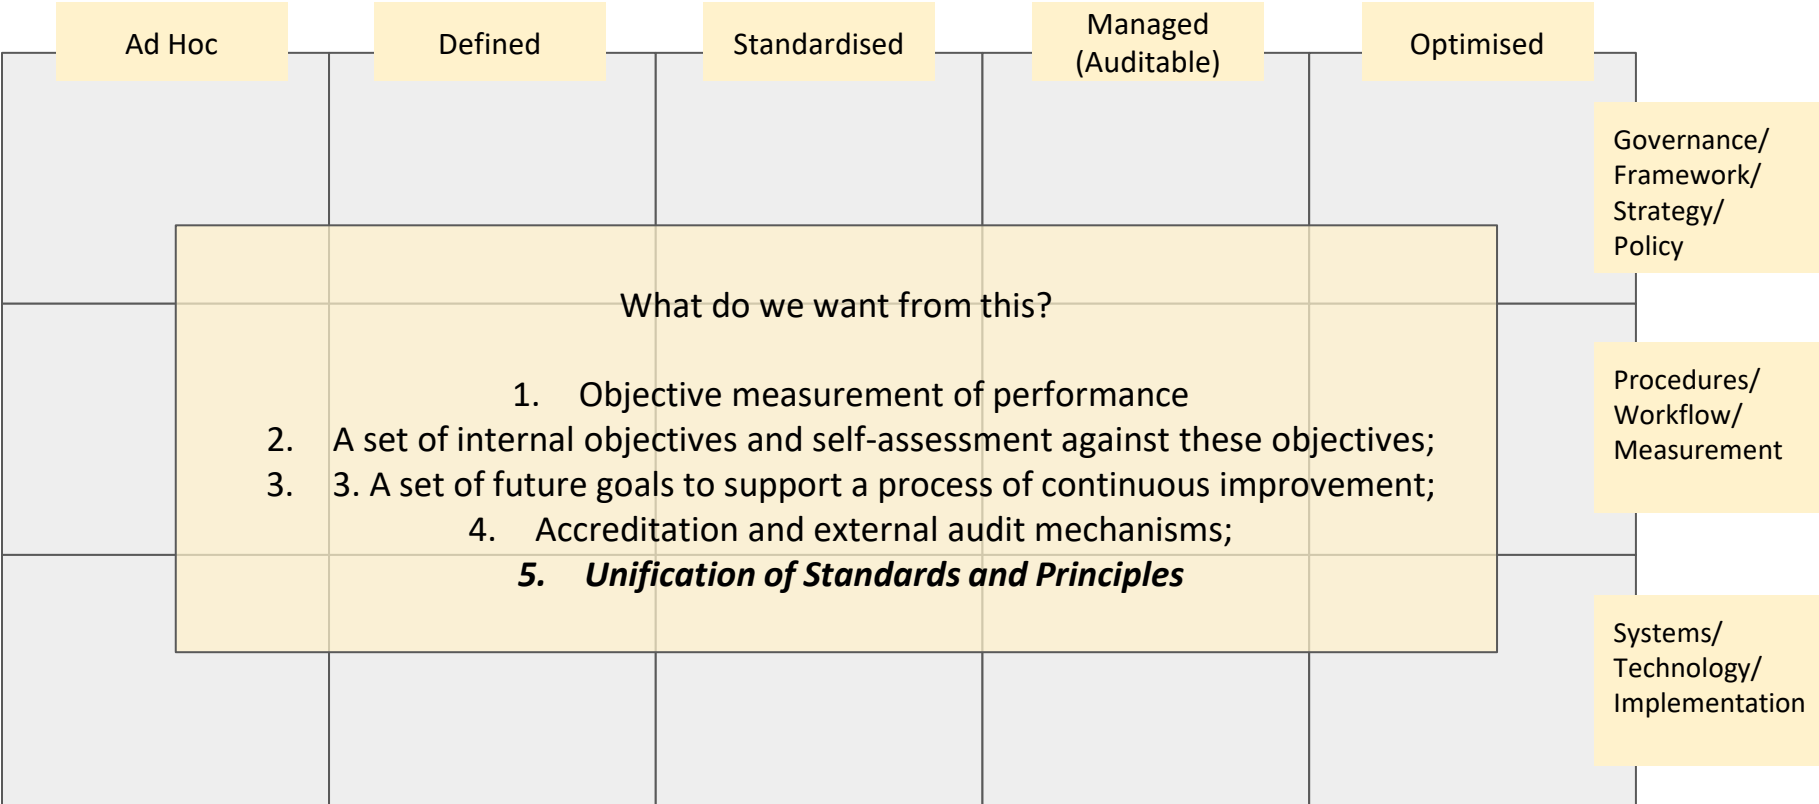 Ad Hoc
Defined
Standardised
Managed
(Auditable)
Optimised
Governance/
Framework/
Strategy/
Policy
What do we want from this?
1. Objective measurement of performance
2. A set of internal objectives and self-assessment against these objectives;
3. 3. A set of future goals to support a process of continuous improvement;
4. Accreditation and external audit mechanisms;
5. Unification of Standards and Principles
Procedures/
Workflow/
Measurement
Systems/
Technology/
Implementation